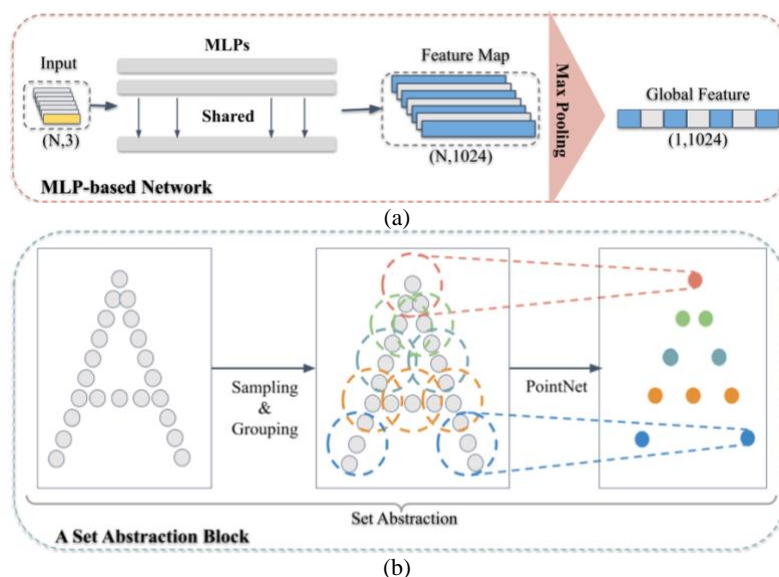 MLPs
Input
Feature Map
Max Pooling
Global Feature
Shared
(N,3)
(N,1024)
(1,1024)
MLP-based Network
(a)
Sampling
&
Grouping
PointNet
Set Abstraction
A Set Abstraction Block
(b)